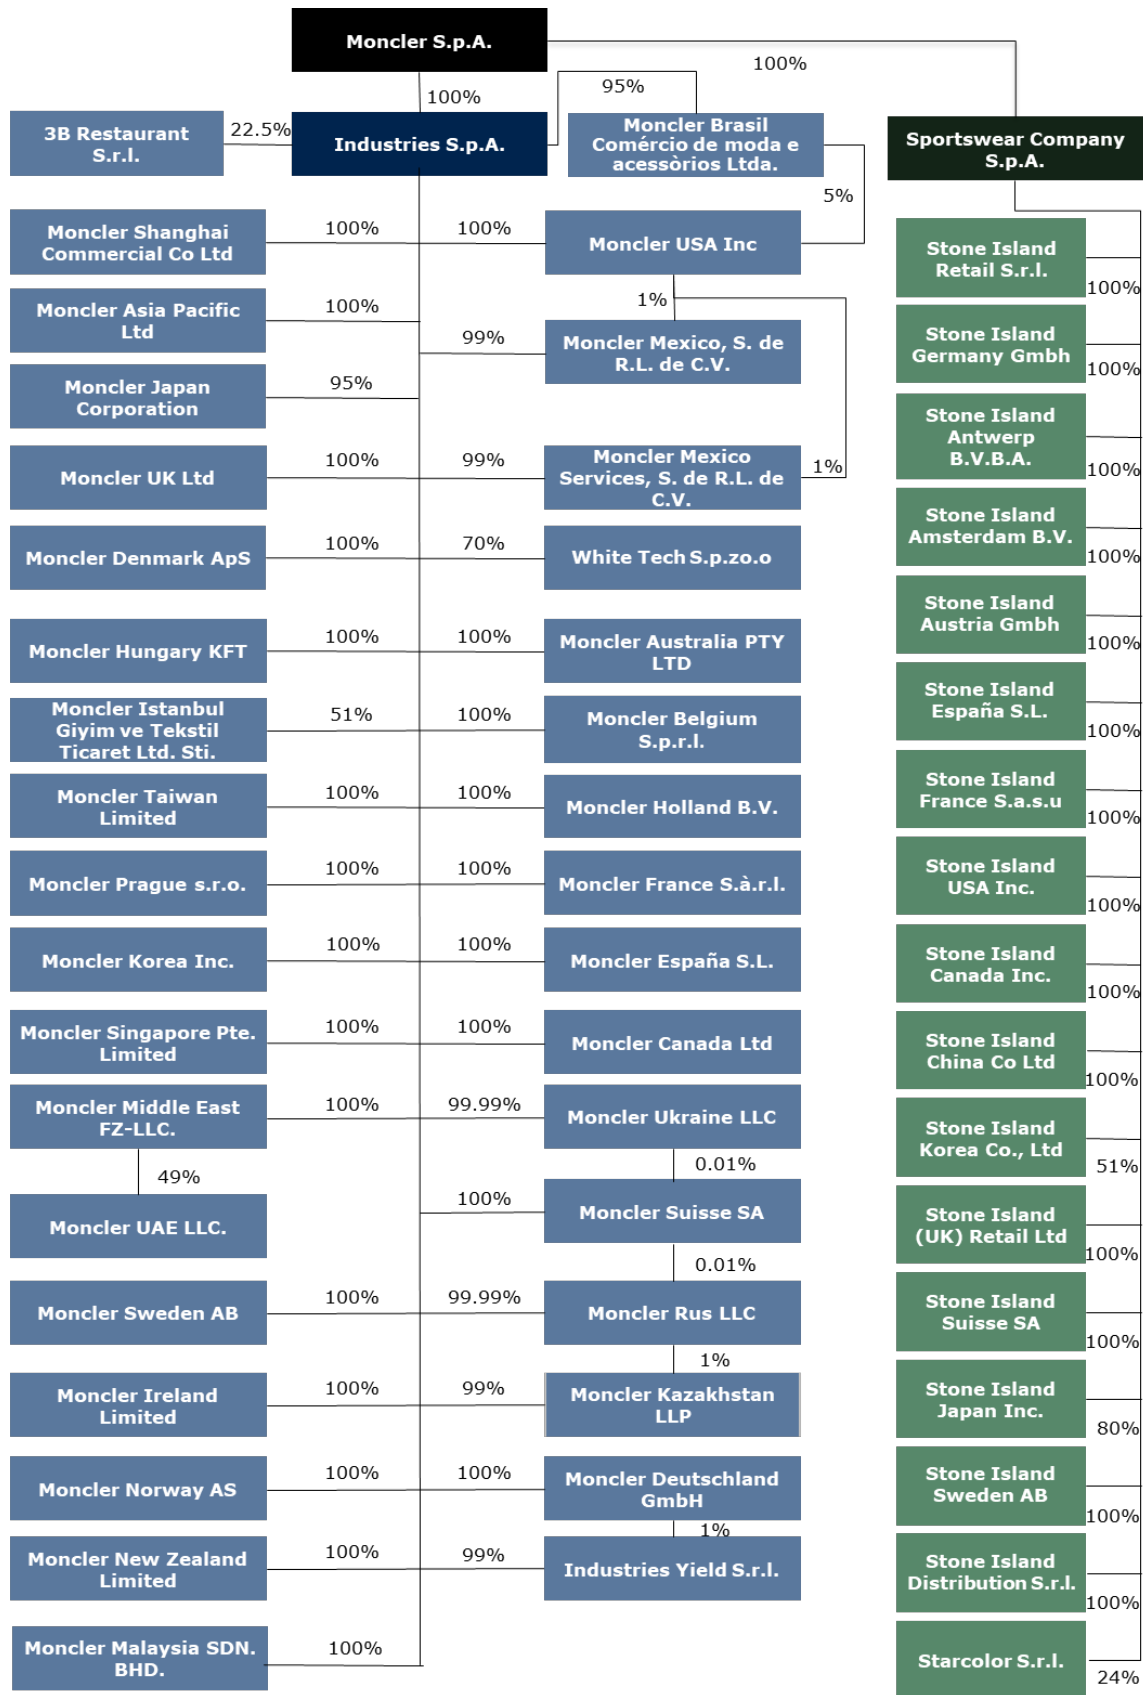 Moncler S.p.A.
100%
95%
100%
3B Restaurant
S.r.l.
22.5%
Industries S.p.A.
Moncler Brasil
Comércio de moda e
acessòrios Ltda.
Sportswear Company
S.p.A.
5%
Moncler Shanghai
Commercial Co Ltd
100%
100%
Moncler USA Inc
Moncler Asia Pacific
Ltd
100%
1%
99%
Moncler Mexico, S. de
R.L. de C.V.
Moncler Japan
Corporation
95%
Moncler UK Ltd
100%
99%
Moncler Mexico
Services, S. de R.L. de
C.V.
1%
Moncler Denmark ApS
100%
70%
White Tech S.p.zo.o
Moncler Hungary KFT
100%
100%
Moncler Australia PTY
LTD
Moncler Istanbul
Giyim ve Tekstil
Ticaret Ltd. Sti.
51%
100%
Moncler Belgium
S.p.r.l.
Moncler Taiwan
Limited
100%
100%
Moncler Holland B.V.
Moncler Prague s.r.o.
100%
100%
Moncler France S.à.r.l.
Moncler Korea Inc.
100%
100%
Moncler España S.L.
Moncler Singapore Pte.
Limited
100%
100%
Moncler Canada Ltd
Moncler Middle East
FZ-LLC.
100%
99.99%
Moncler Ukraine LLC
49%
0.01%
Moncler UAE LLC.
100%
Moncler Suisse SA
0.01%
Moncler Sweden AB
100%
99.99%
Moncler Rus LLC
1%
Moncler Ireland
Limited
100%
99%
Moncler Kazakhstan
LLP
Moncler Norway AS
100%
100%
Moncler Deutschland
GmbH
1%
Moncler New Zealand
Limited
100%
99%
Industries Yield S.r.l.
Moncler Malaysia SDN.
BHD.
100%
Stone Island
Retail S.r.l.
100%
Stone Island
Germany Gmbh
100%
Stone Island
Antwerp
B.V.B.A.
100%
Stone Island
Amsterdam B.V.
100%
Stone Island
Austria Gmbh
100%
Stone Island
España S.L.
100%
Stone Island
France S.a.s.u
100%
Stone Island
USA Inc.
100%
Stone Island
Canada Inc.
100%
Stone Island
China Co Ltd
100%
Stone Island
Korea Co., Ltd
51%
Stone Island
(UK) Retail Ltd
100%
Stone Island
Suisse SA
100%
Stone Island
Japan Inc.
80%
Stone Island
Sweden AB
100%
Stone Island
Distribution S.r.l.
100%
Starcolor S.r.l.
24%